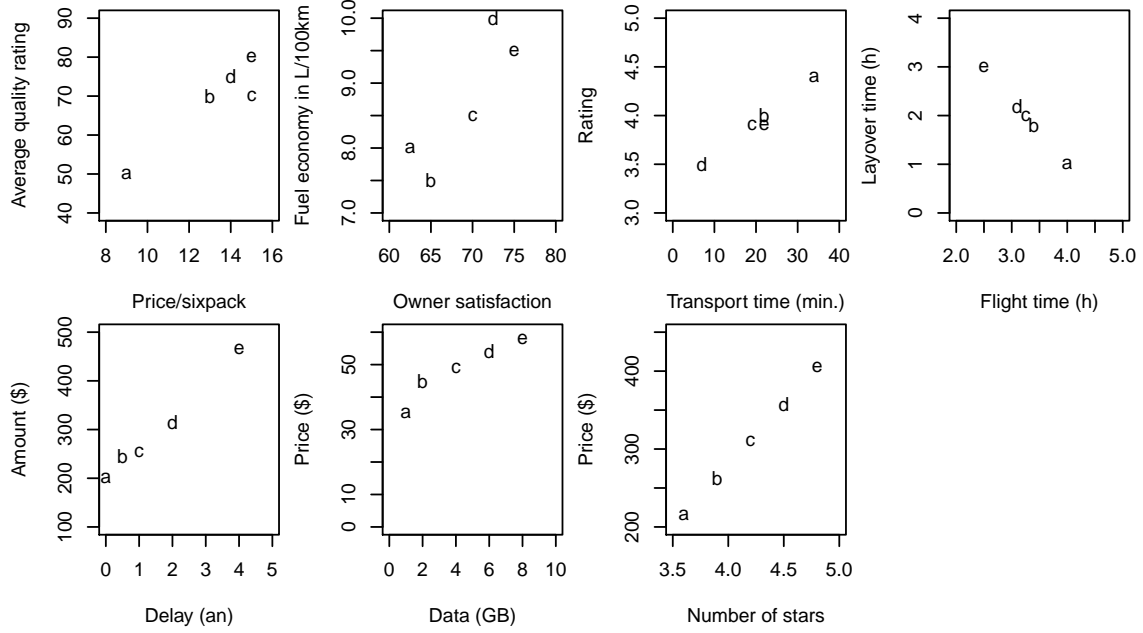 Average quality rating
90
80
70
60
50
40
e
d
b
c
a
8 10 12 14 16
Price/sixpack
Fuel economy in L/100km
10.0
9.0
8.0
7.0
d
e
c
a
b
60 65 70 75 80
Owner satisfaction
Rating
5.0
4.5
4.0
3.5
3.0
a
b
c e
d
0 10 20 30 40
Transport time (min.)
Layover time (h)
4
3
2
1
0
e
d
c
b
a
2.0 3.0 4.0 5.0
Flight time (h)
Amount ($)
500
400
300
200
100
e
d
c
b
a
0 1 2 3 4 5
Delay (an)
Price ($)
50
30
10
0
e
d
c
b
a
0 2 4 6 8 10
Data (GB)
Price ($)
400
300
200
e
d
c
b
a
3.5 4.0 4.5 5.0
Number of stars